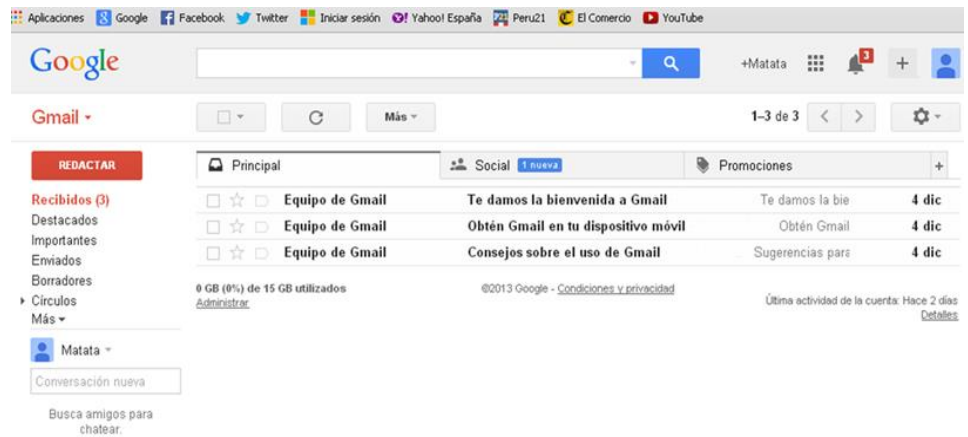 Aplicaciones Google Facebook Twitter Iniciar sesión Yahoo! España Peru21 El Comercio YouTube
Google +Matata 3 +
Gmail Más 1–3 de 3
REDACTAR Principal Social 1 nueva Promociones +
Recibidos (3) Equipo de Gmail Te damos la bienvenida a Gmail Te damos la bie 4 dic
Destacados Equipo de Gmail Obtén Gmail en tu dispositivo móvil Obtén Gmail 4 dic
Importantes
Enviados Equipo de Gmail Consejos sobre el uso de Gmail Sugerencias para 4 dic
Borradores 0 GB (0%) de 15 GB utilizados ©2013 Google - Condiciones y privacidad
Círculos Administrar Última actividad de la cuenta: Hace 2 días
Más Detalles
Matata
Conversación nueva
Busca amigos para
chatear.